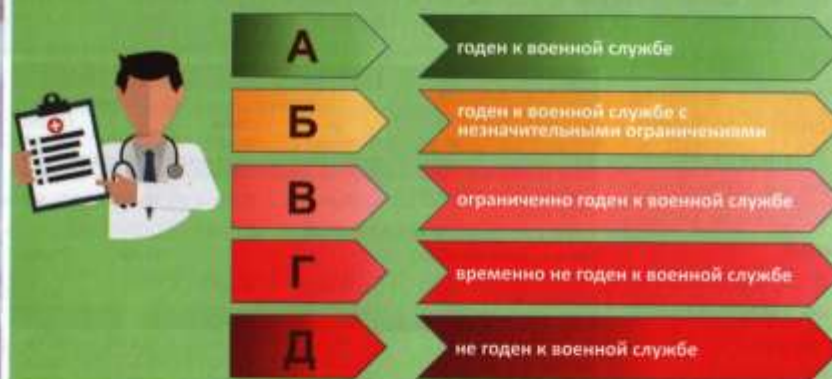 А
годен к военной службе
Б
годен к военной службе с
незначительными ограничениями
В
ограниченно годен к военной службе
Г
временно не годен к военной службе
Д
не годен к военной службе